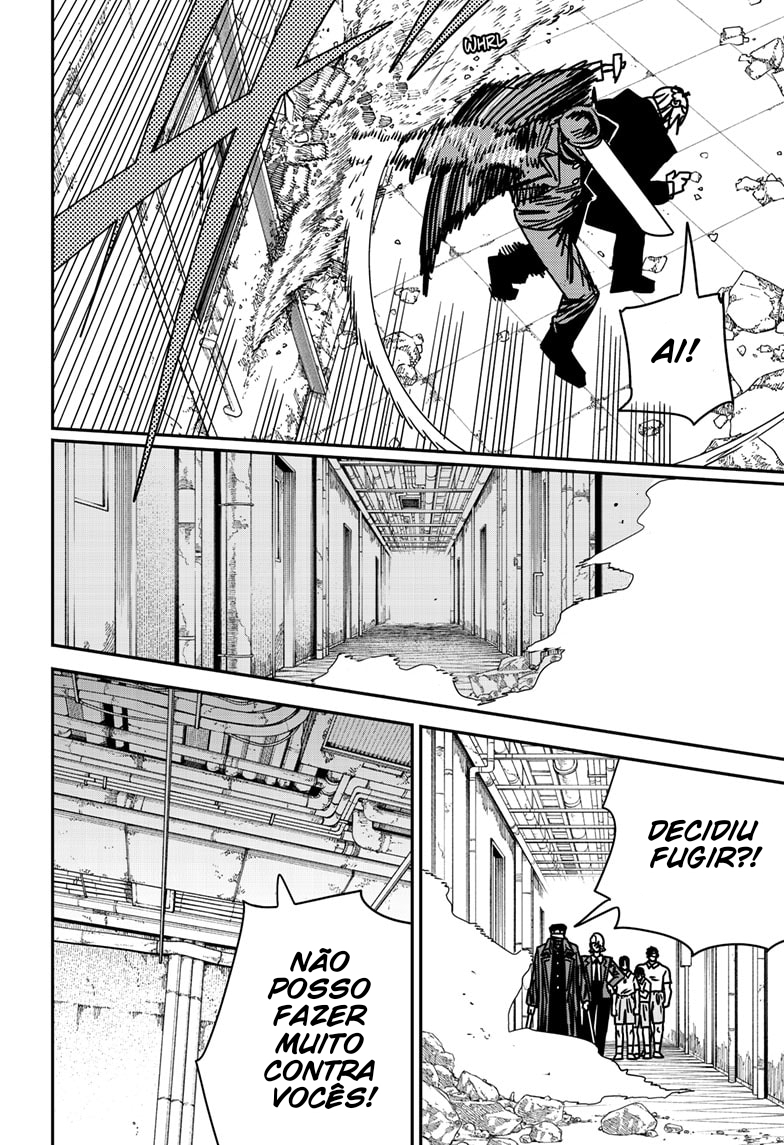 WHRL
AI!
DECIDIU
FUGIR?!
NÃO
POSSO
FAZER
MUITO
CONTRA
VOCÊS!